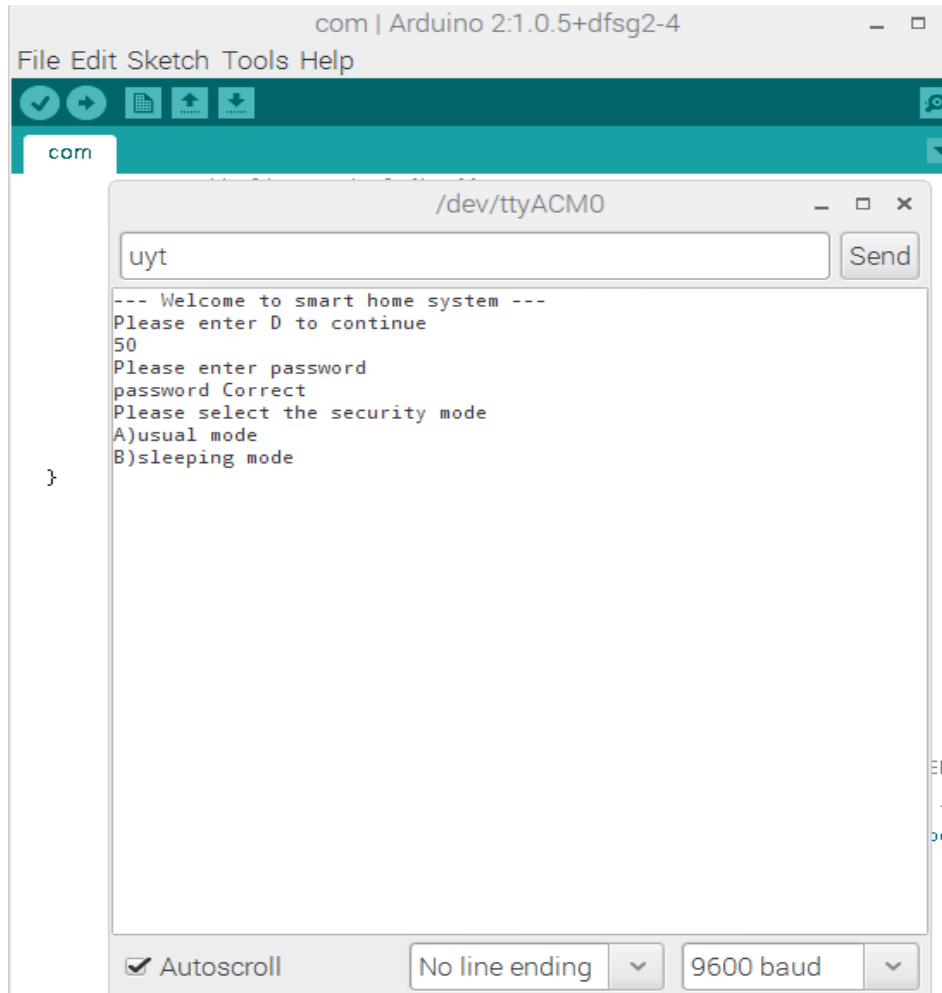 com | Arduino 2:1.0.5+dfsg2-4
File Edit Sketch Tools Help
com
/dev/ttyACM0
uyt
Send
--- Welcome to smart home system ---
Please enter D to continue
50
Please enter password
password Correct
Please select the security mode
A)usual mode
B)sleeping mode
}
Autoscroll
No line ending
9600 baud